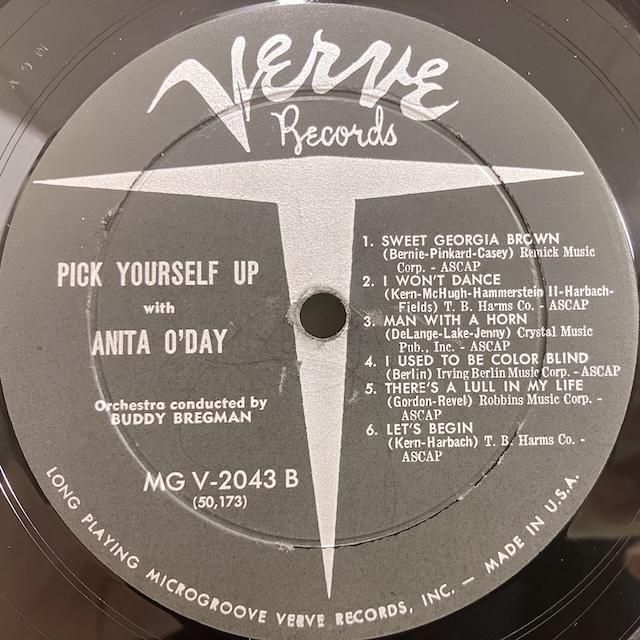 Verve
Records
PICK YOURSELF UP
with
ANITA O'DAY
Orchestra conducted by
BUDDY BREGMAN
MG V-2043 B
(50,173)
1. SWEET GEORGIA BROWN
(Bernie-Pinkard-Casey) Remick Music
Corp. - ASCAP
2. I WON'T DANCE
(Kern-McHugh-Hammerstein II-Harbach-
Fields) T. B. Harms Co. - ASCAP
3. MAN WITH A HORN
(DeLange-Lake-Jenny) Crystal Music
Pub., Inc. - ASCAP
4. I USED TO BE COLOR BLIND
(Berlin) Irving Berlin Music Corp. - ASCAP
5. THERE'S A LULL IN MY LIFE
(Gordon-Revel) Robbins Music Corp. -
ASCAP
6. LET'S BEGIN
(Kern-Harbach) T. B. Harms Co. -
ASCAP
LONG PLAYING MICROGROOVE VERVE RECORDS, INC. — MADE IN U.S.A.